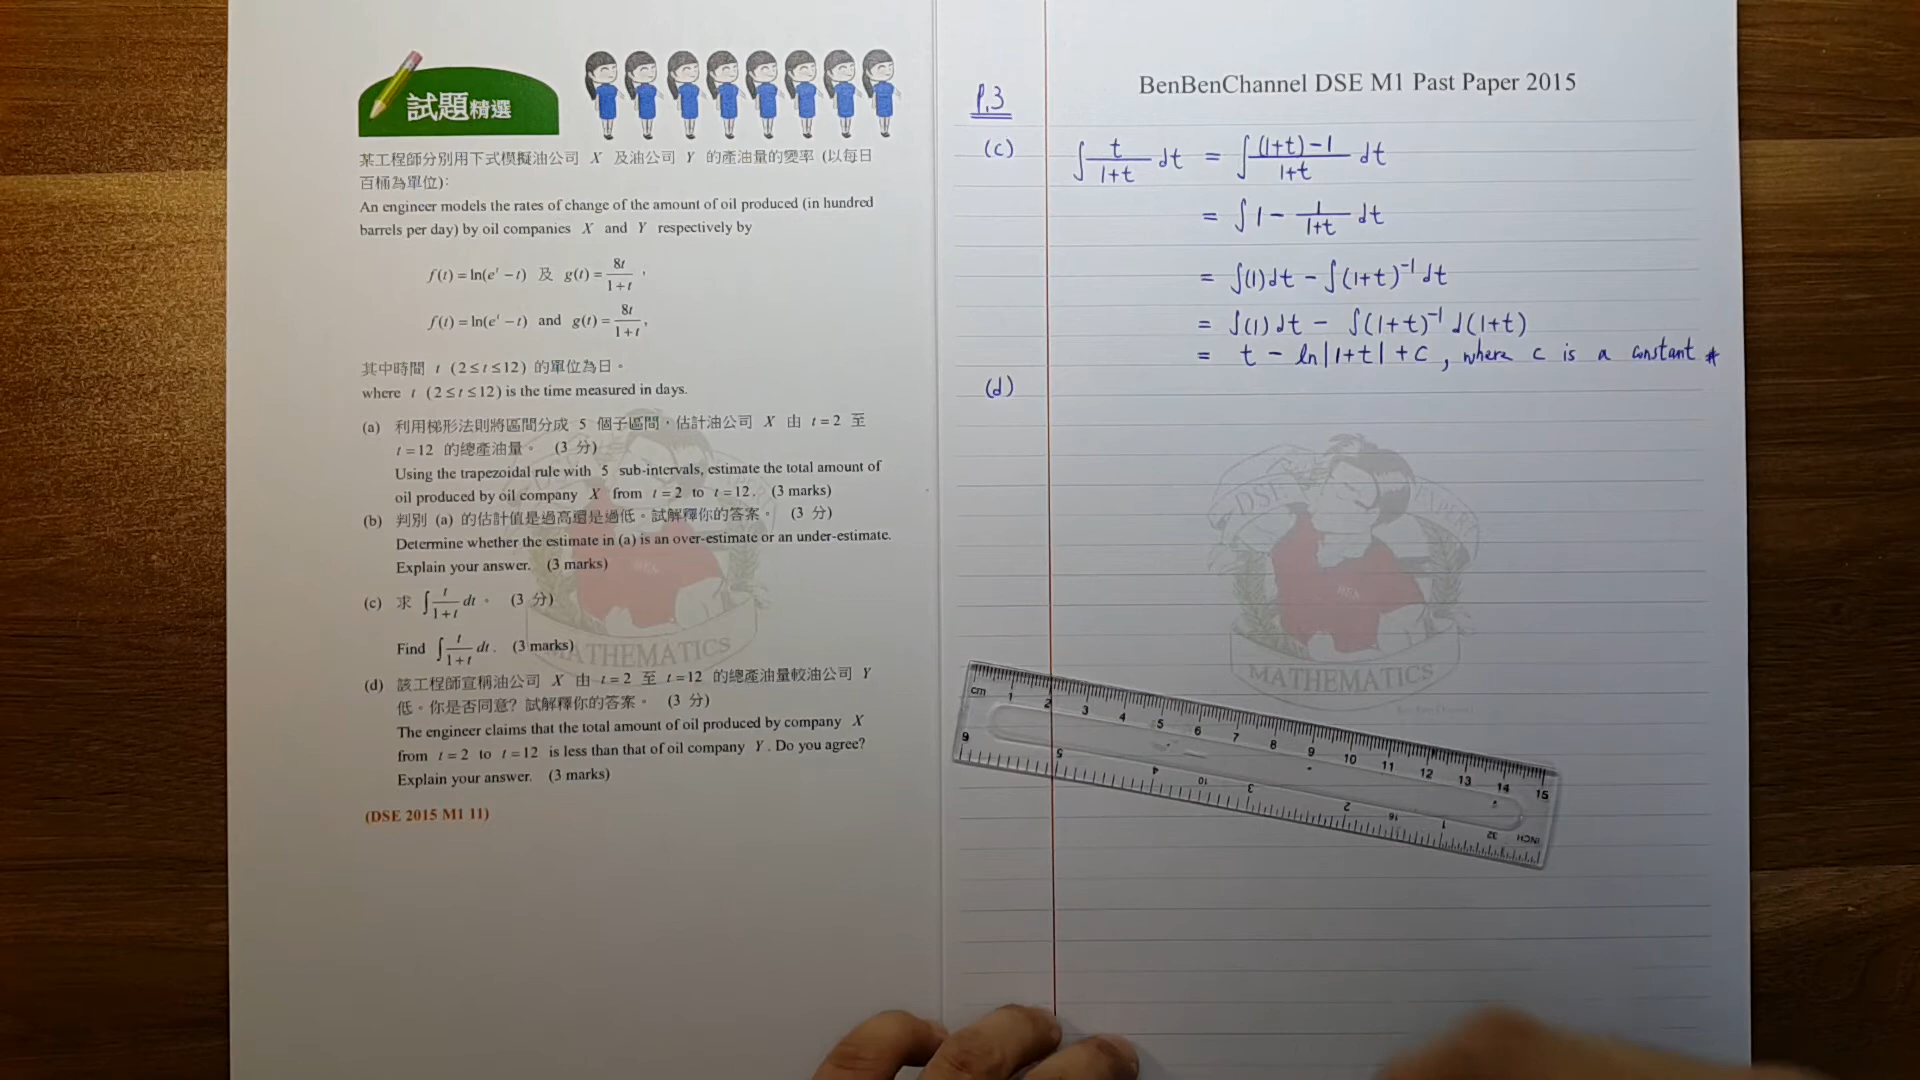 試題精選
某工程師分別用下式模擬油公司 X 及油公司 Y 的產油量的變率 (以每日
百桶為單位):
An engineer models the rates of change of the amount of oil produced (in hundred
barrels per day) by oil companies X and Y respectively by
f(t) = ln(e^t − t) 及 g(t) = 8t/(1+t) ，
f(t) = ln(e^t − t) and g(t) = 8t/(1+t) ,
其中時間 t (2 ≤ t ≤ 12) 的單位為日。
where t (2 ≤ t ≤ 12) is the time measured in days.
(a) 利用梯形法則將區間分成 5 個子區間，估計油公司 X 由 t = 2 至
t = 12 的總產油量。 (3 分)
Using the trapezoidal rule with 5 sub-intervals, estimate the total amount of
oil produced by oil company X from t = 2 to t = 12. (3 marks)
(b) 判別 (a) 的估計值是過高還是過低。試解釋你的答案。 (3 分)
Determine whether the estimate in (a) is an over-estimate or an under-estimate.
Explain your answer. (3 marks)
(c) 求 ∫ t/(1+t) dt 。 (3 分)
Find ∫ t/(1+t) dt . (3 marks)
(d) 該工程師宣稱油公司 X 由 t = 2 至 t = 12 的總產油量較油公司 Y
低。你是否同意? 試解釋你的答案。 (3 分)
The engineer claims that the total amount of oil produced by company X
from t = 2 to t = 12 is less than that of oil company Y . Do you agree?
Explain your answer. (3 marks)
(DSE 2015 M1 11)
DSE
MATHEMATICS
BenBenChannel DSE M1 Past Paper 2015
P.3
(c) ∫ t/(1+t) dt = ∫ ((1+t)−1)/(1+t) dt
= ∫ 1 − 1/(1+t) dt
= ∫(1)dt − ∫(1+t)^−1 dt
= ∫(1)dt − ∫(1+t)^−1 d(1+t)
= t − ln|1+t| + C , where C is a constant #
(d)
DSE EXPERT
BEN
MATHEMATICS
cm 1 2 3 4 5 6 7 8 9 10 11 12 13 14 15
6 5 4 3 2 1 INCH
10 16 32